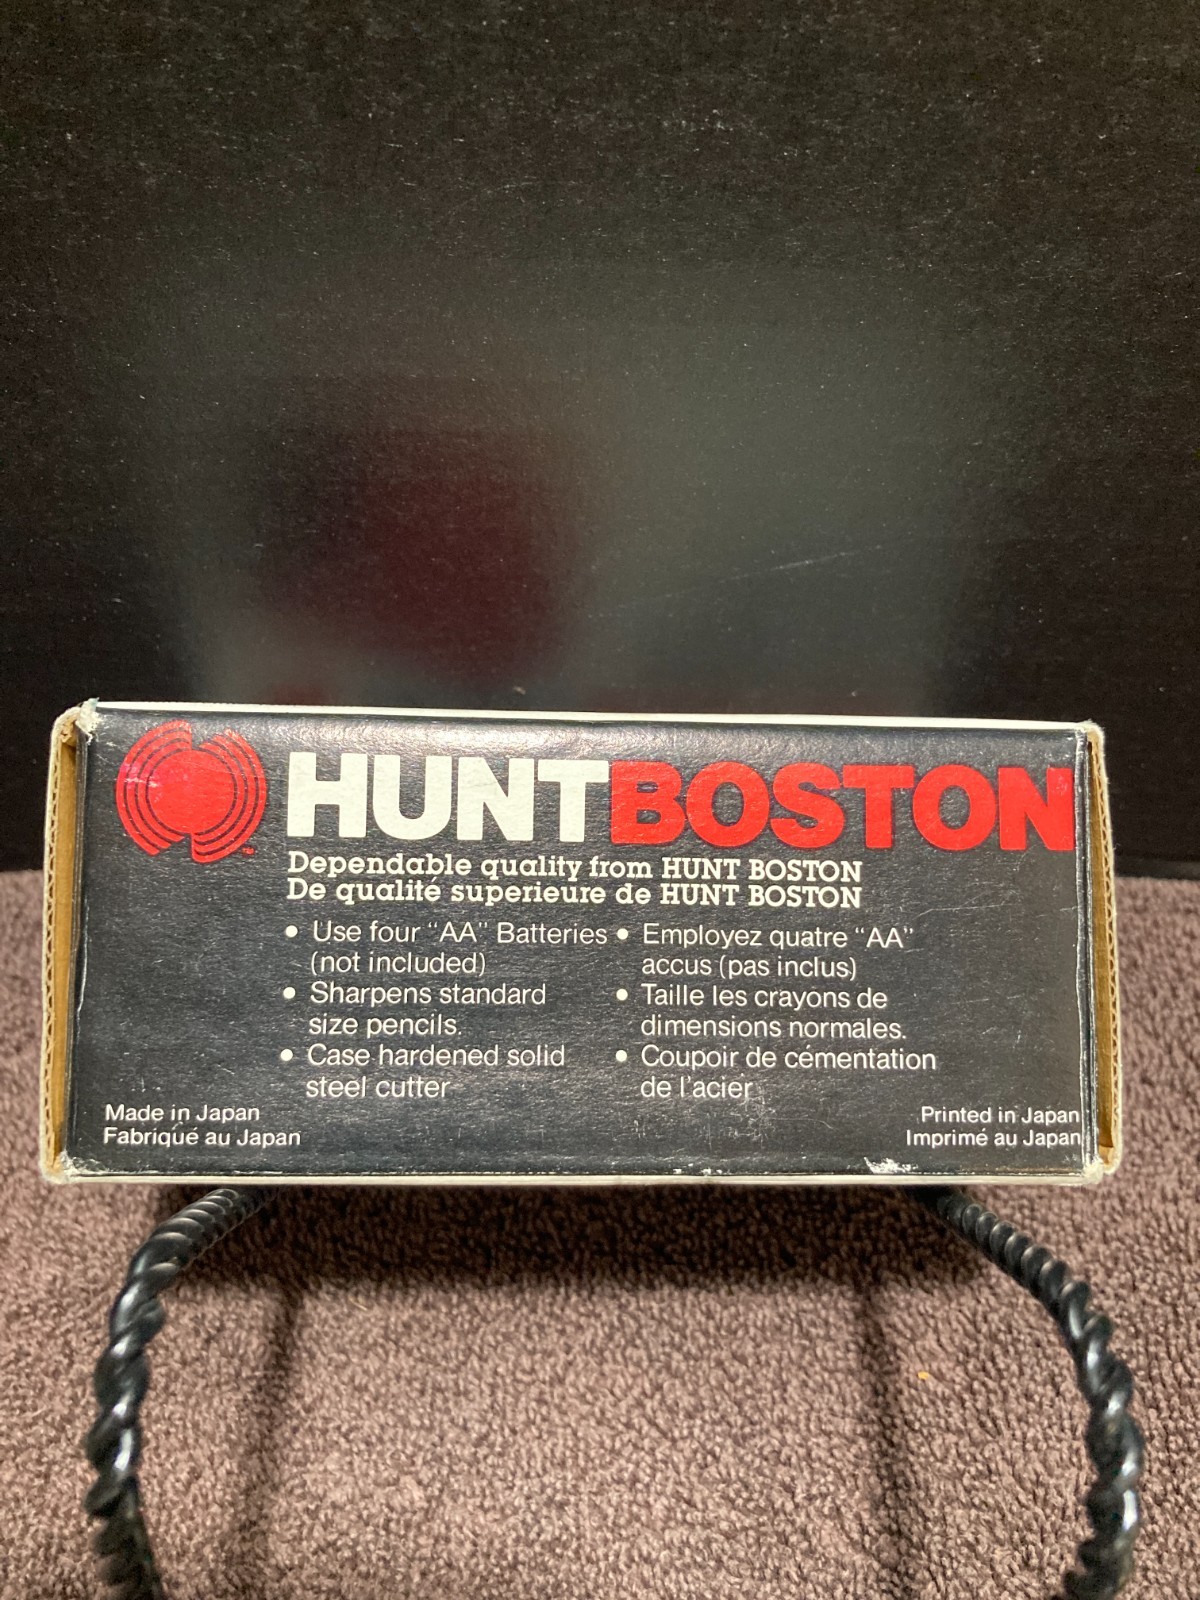 HUNTBOSTON
Dependable quality from HUNT BOSTON
De qualité superieure de HUNT BOSTON
• Use four "AA" Batteries
(not included)
• Sharpens standard
size pencils.
• Case hardened solid
steel cutter
• Employez quatre "AA"
accus (pas inclus)
• Taille les crayons de
dimensions normales.
• Coupoir de cémentation
de l'acier
Made in Japan
Fabriqué au Japan
Printed in Japan
Imprimé au Japan